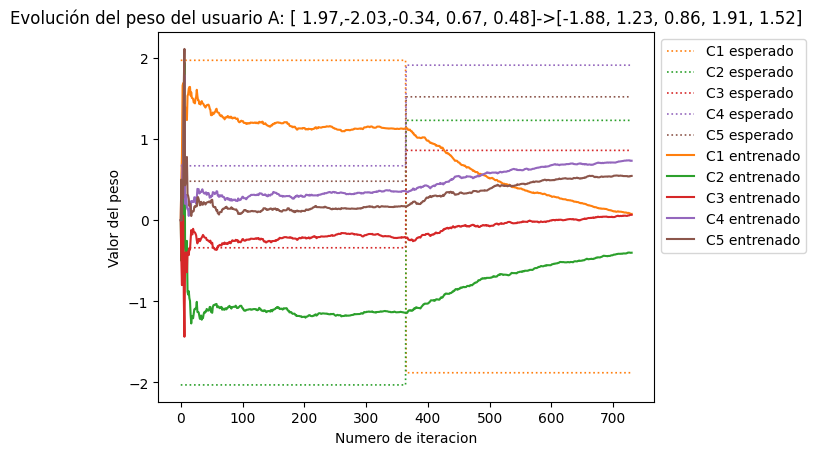 Evolución del peso del usuario A: [ 1.97,-2.03,-0.34, 0.67, 0.48]->[-1.88, 1.23, 0.86, 1.91, 1.52]
C1 esperado
C2 esperado
C3 esperado
C4 esperado
C5 esperado
C1 entrenado
C2 entrenado
C3 entrenado
C4 entrenado
C5 entrenado
Valor del peso
2
1
0
−1
−2
0 100 200 300 400 500 600 700
Numero de iteracion